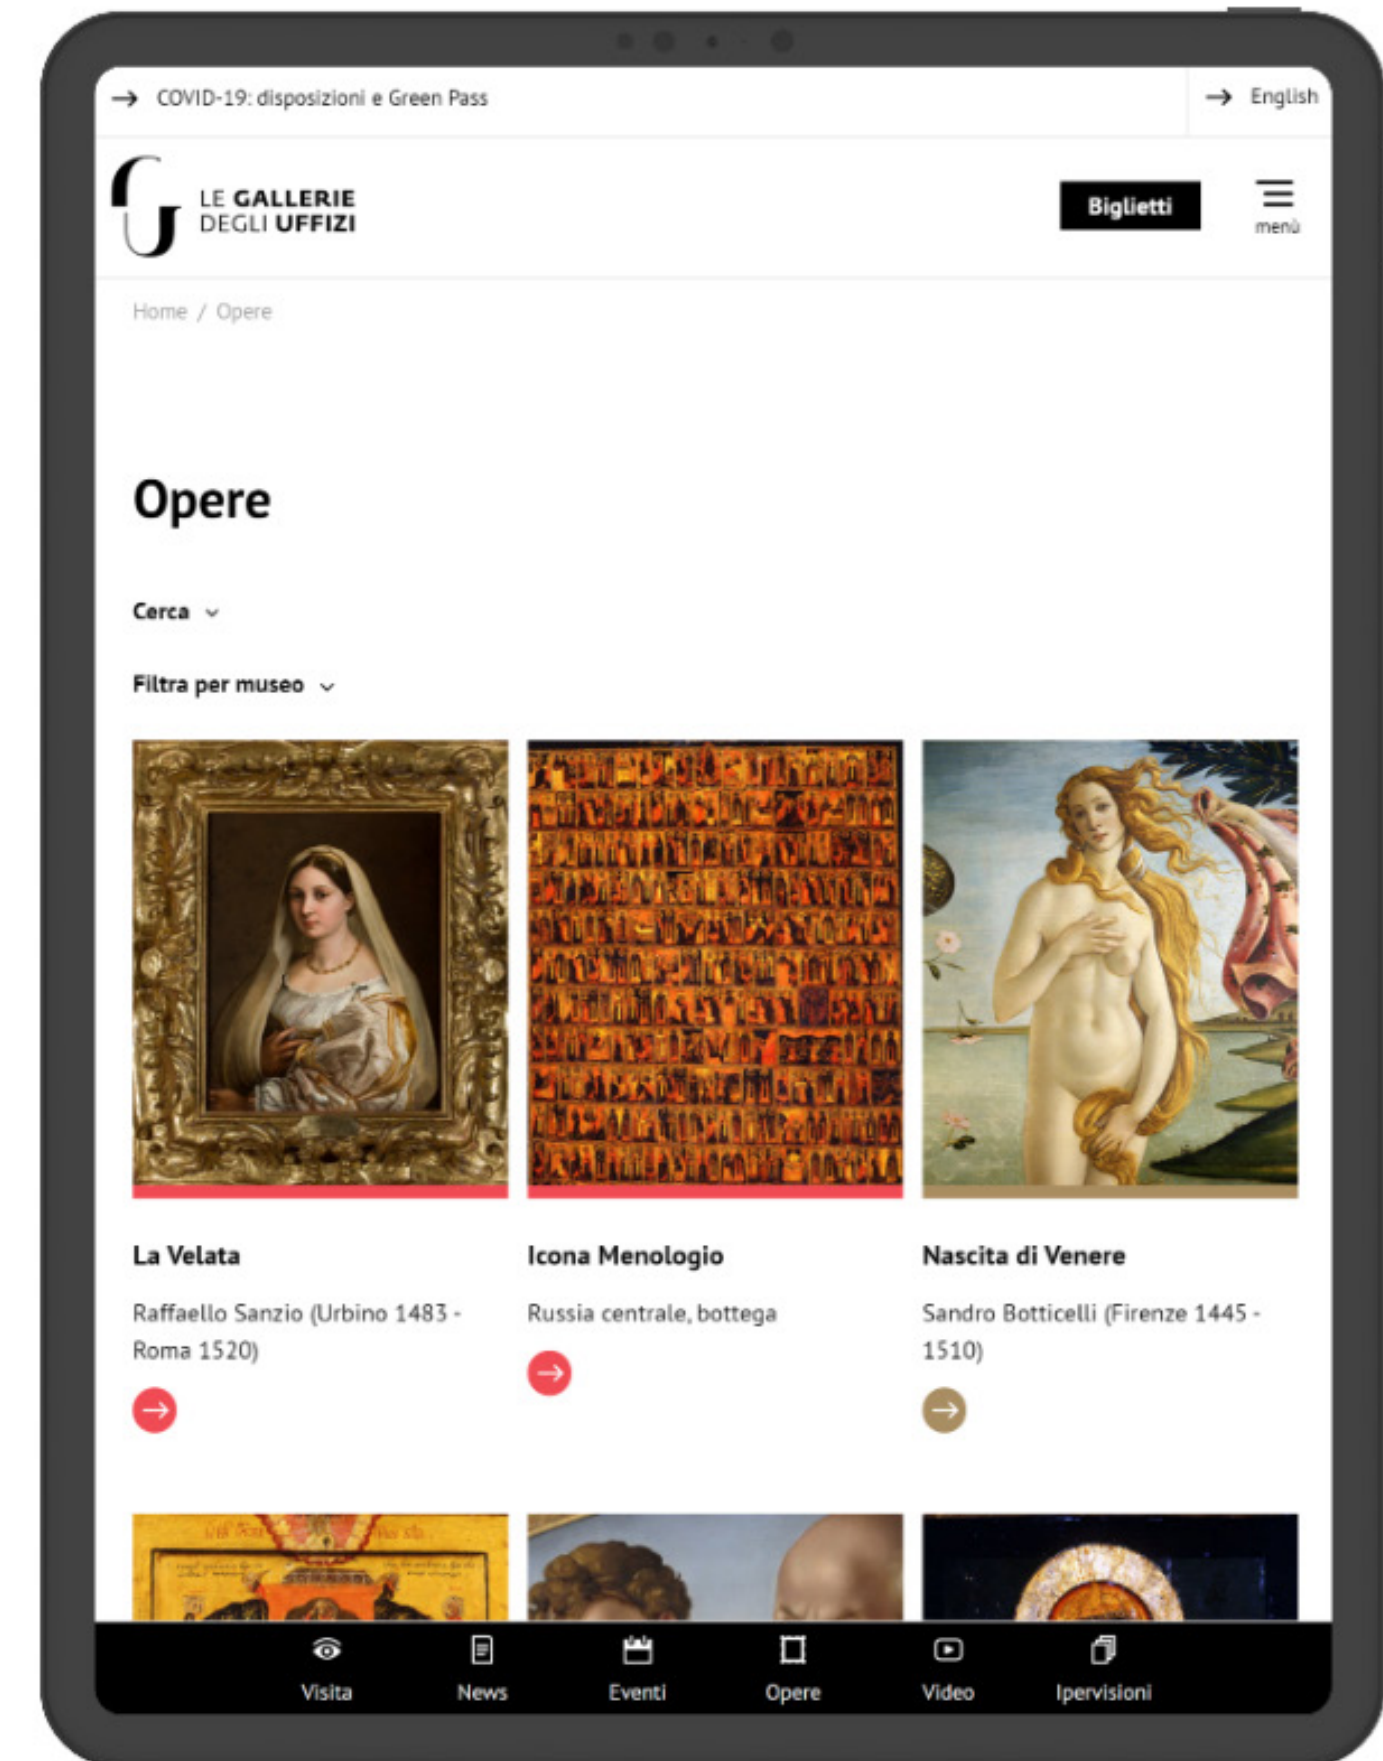 COVID-19: disposizioni e Green Pass
English
LE GALLERIE
DEGLI UFFIZI
Biglietti
menù
Home / Opere
Opere
Cerca
Filtra per museo
La Velata
Raffaello Sanzio (Urbino 1483 -
Roma 1520)
Icona Menologio
Russia centrale, bottega
Nascita di Venere
Sandro Botticelli (Firenze 1445 -
1510)
Visita
News
Eventi
Opere
Video
Ipervisioni